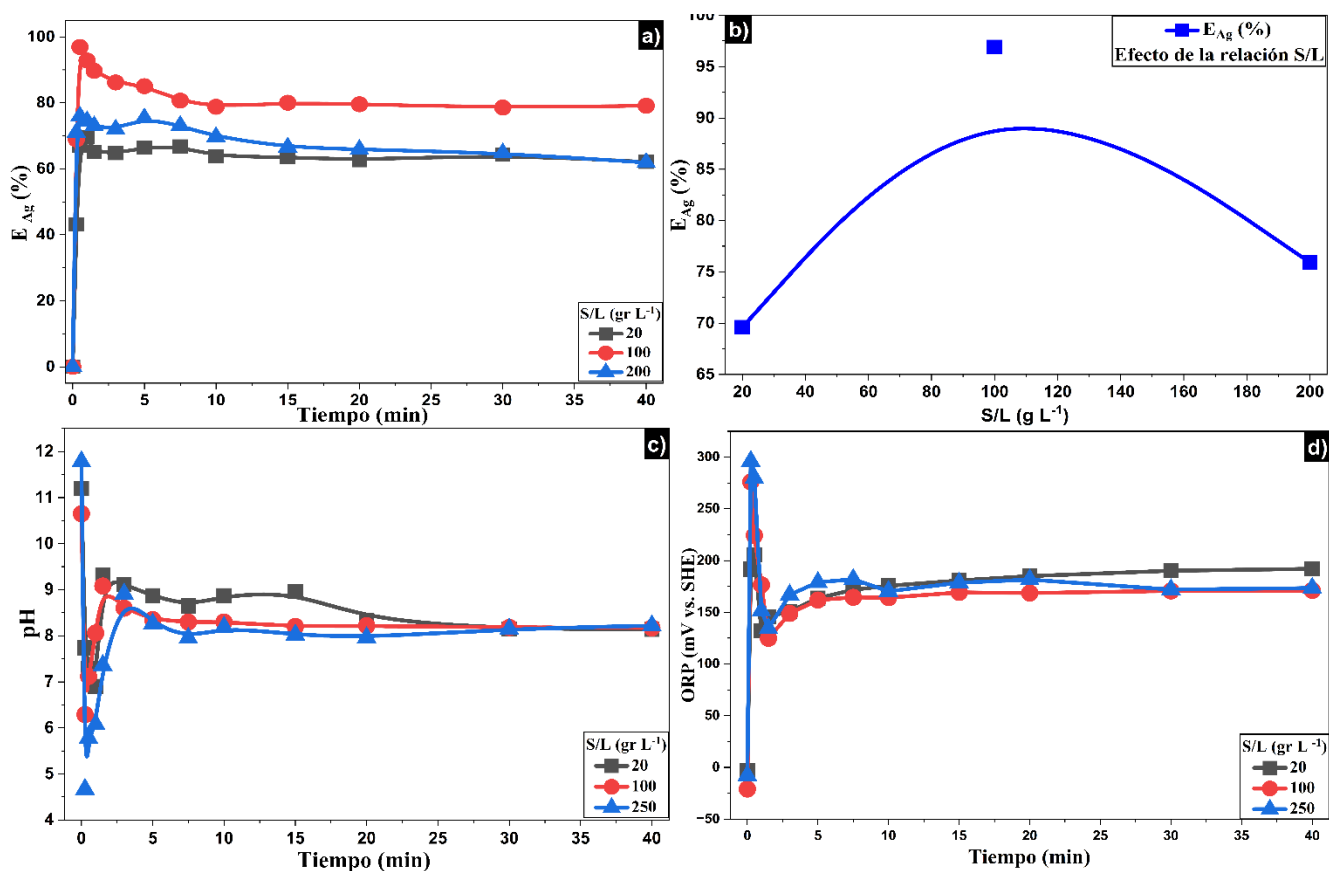 a)
E Ag (%)
100
80
60
40
20
0
0 5 10 15 20 25 30 35 40
Tiempo (min)
S/L (gr L⁻¹)
20
100
200
b)
E_Ag (%)
Efecto de la relación S/L
E_Ag (%)
100
95
90
85
80
75
70
65
20 40 60 80 100 120 140 160 180 200
S/L (g L⁻¹)
c)
pH
12
11
10
9
8
7
6
5
4
0 5 10 15 20 25 30 35 40
Tiempo (min)
S/L (gr L⁻¹)
20
100
250
d)
ORP (mV vs. SHE)
300
250
200
150
100
50
0
−50
0 5 10 15 20 25 30 35 40
Tiempo (min)
S/L (gr L⁻¹)
20
100
250